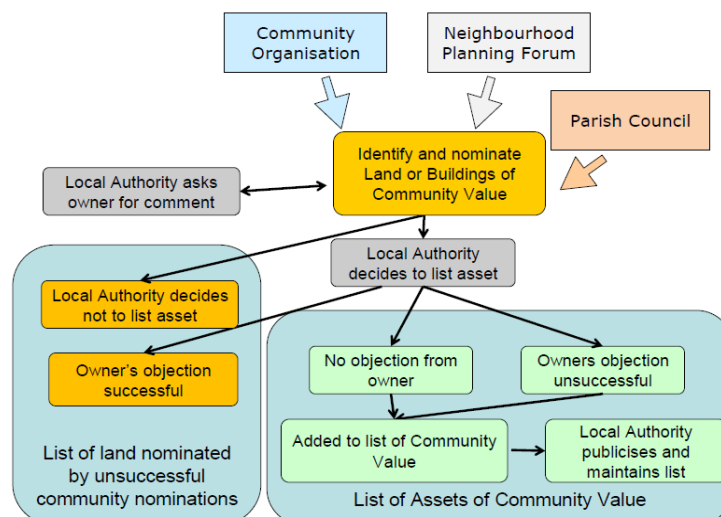 Community
Organisation
Neighbourhood
Planning Forum
Parish Council
Identify and nominate
Land or Buildings of
Community Value
Local Authority asks
owner for comment
Local Authority
decides to list asset
Local Authority decides
not to list asset
Owner's objection
successful
No objection from
owner
Owners objection
unsuccessful
Added to list of Community
Value
Local Authority
publicises and
maintains list
List of land nominated
by unsuccessful
community nominations
List of Assets of Community Value